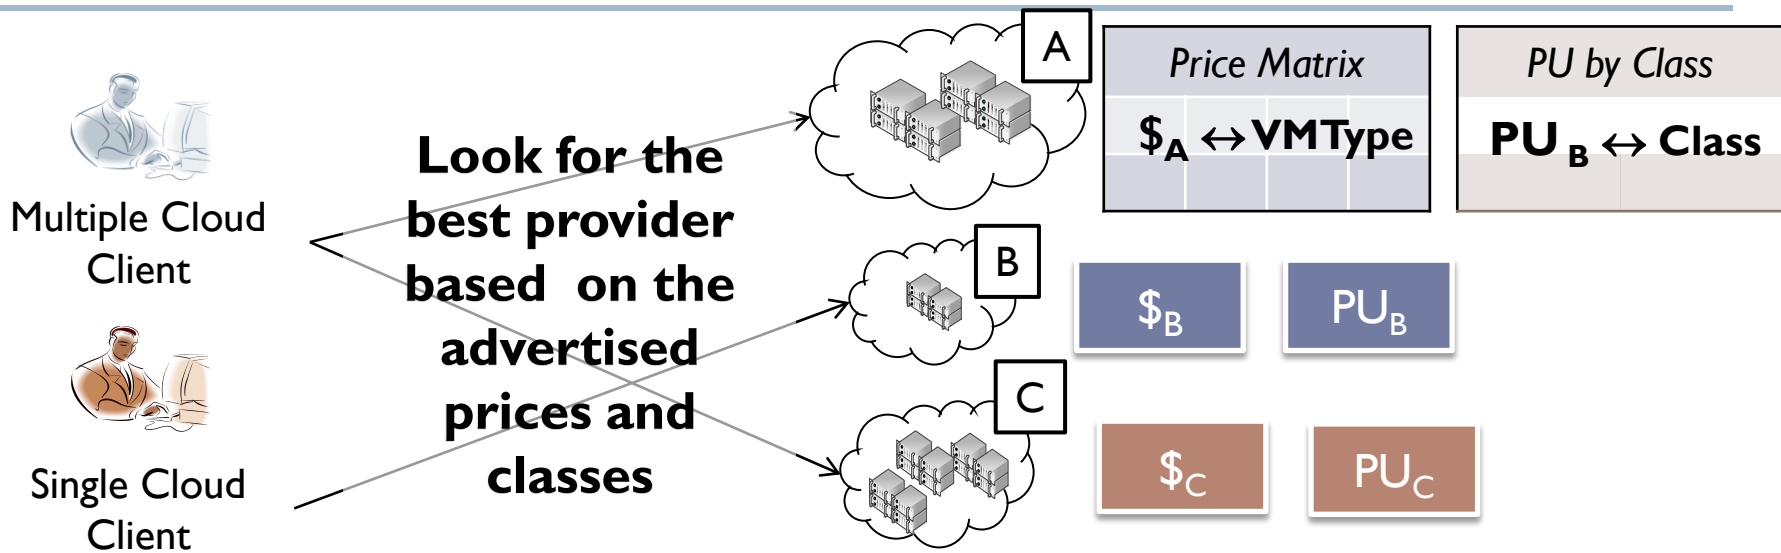 Multiple Cloud
Client
Single Cloud
Client
Look for the
best provider
based on the
advertised
prices and
classes
A
Price Matrix
$A ↔ VMType
PU by Class
PU B ↔ Class
B
$B
PUB
C
$C
PUC